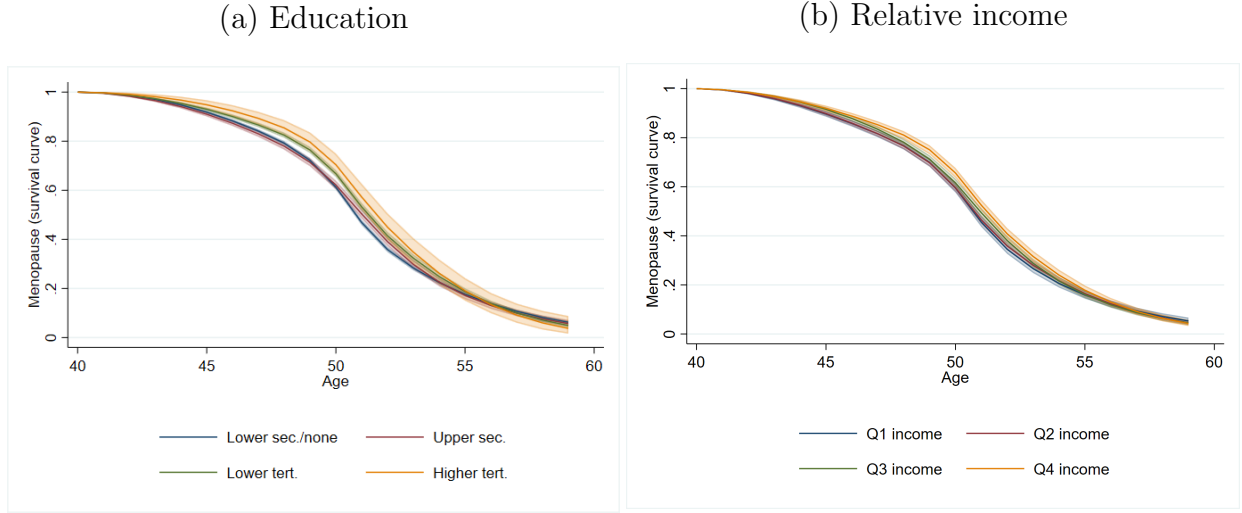 (a) Education
(b) Relative income
Menopause (survival curve)
1
.8
.6
.4
.2
0
40
45
50
55
60
Age
Lower sec./none
Upper sec.
Lower tert.
Higher tert.
Menopause (survival curve)
1
.8
.6
.4
.2
0
40
45
50
55
60
Age
Q1 income
Q2 income
Q3 income
Q4 income